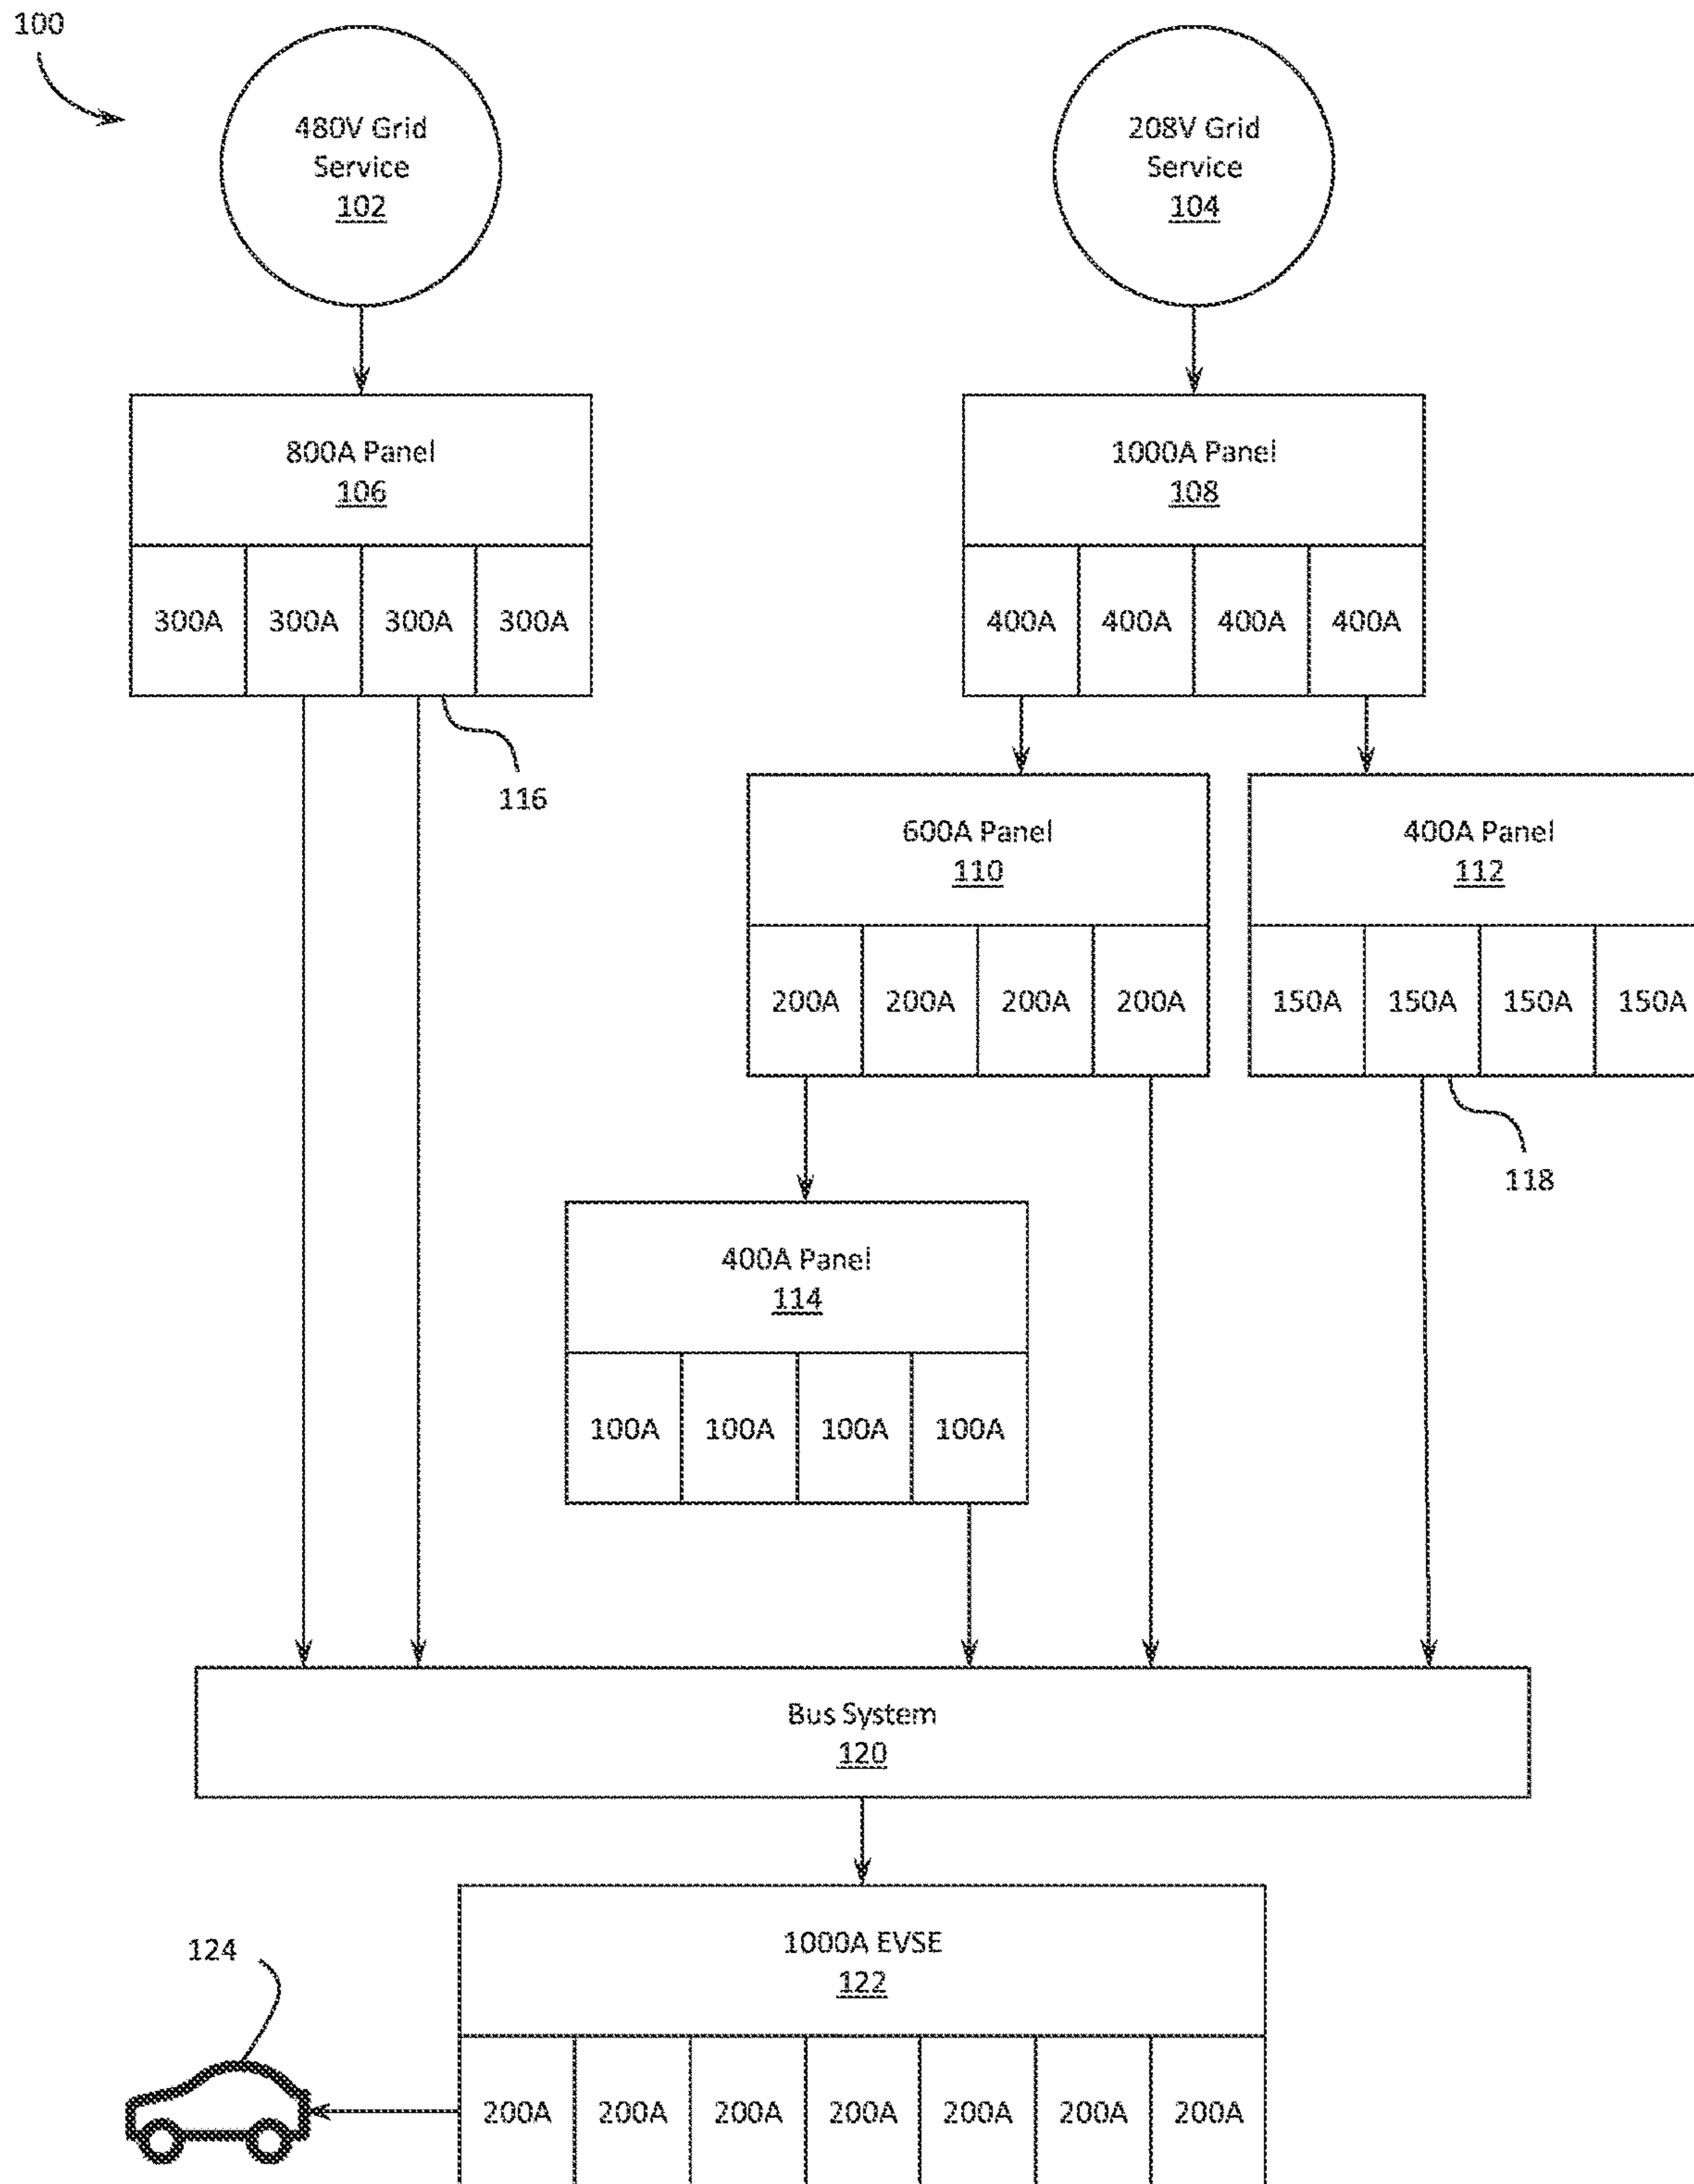 100
480V Grid
Service
102
208V Grid
Service
104
800A Panel
106
300A 300A 300A 300A
1000A Panel
108
400A 400A 400A 400A
116
600A Panel
110
200A 200A 200A 200A
400A Panel
112
150A 150A 150A 150A
118
400A Panel
114
100A 100A 100A 100A
Bus System
120
1000A EVSE
122
124
200A 200A 200A 200A 200A 200A 200A